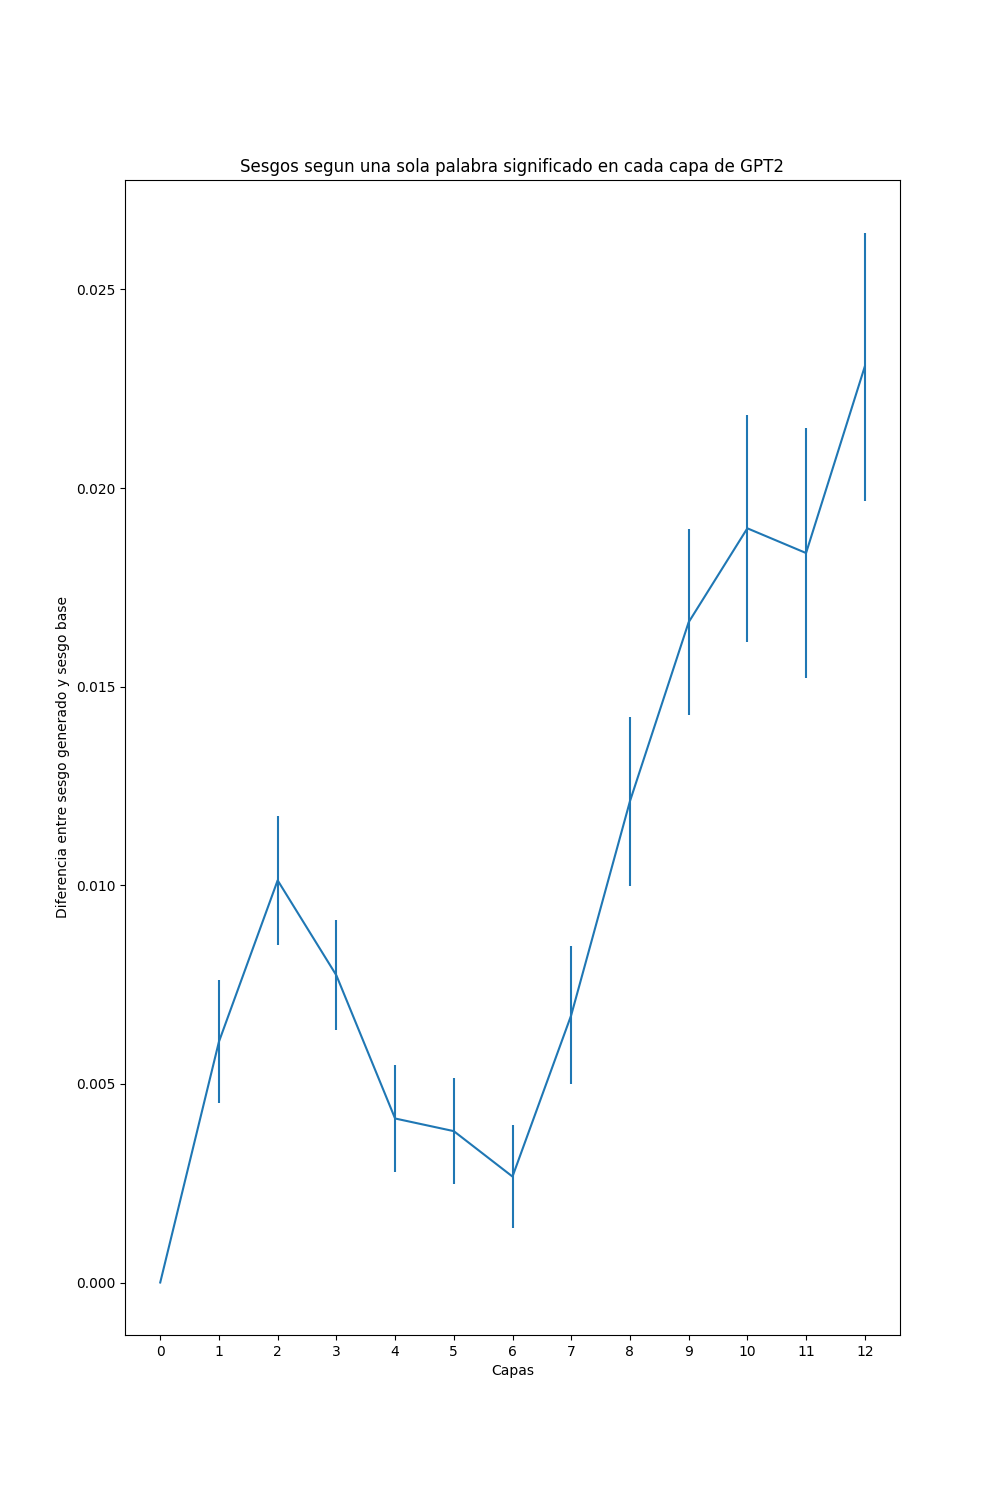 Sesgos segun una sola palabra significado en cada capa de GPT2
Diferencia entre sesgo generado y sesgo base
0.025
0.020
0.015
0.010
0.005
0.000
0 1 2 3 4 5 6 7 8 9 10 11 12
Capas